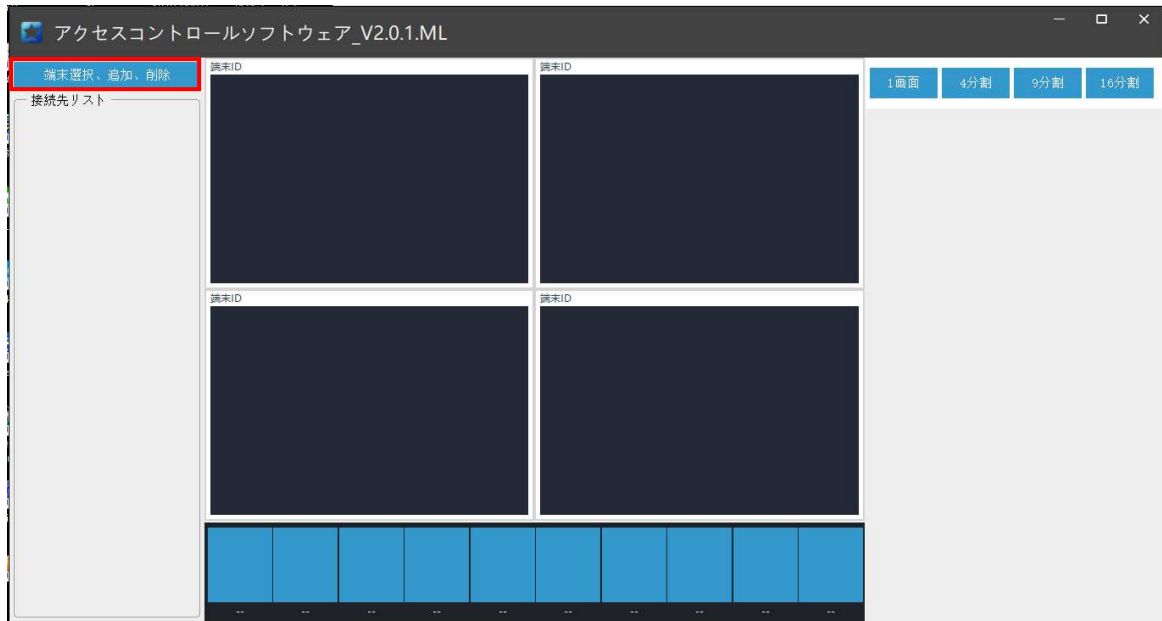 アクセスコントロールソフトウェア_V2.0.1.ML
端末選択、追加、削除
接続先リスト
端末ID
端末ID
1画面 4分割 9分割 16分割
端末ID
端末ID
-- -- -- -- -- -- -- -- -- --